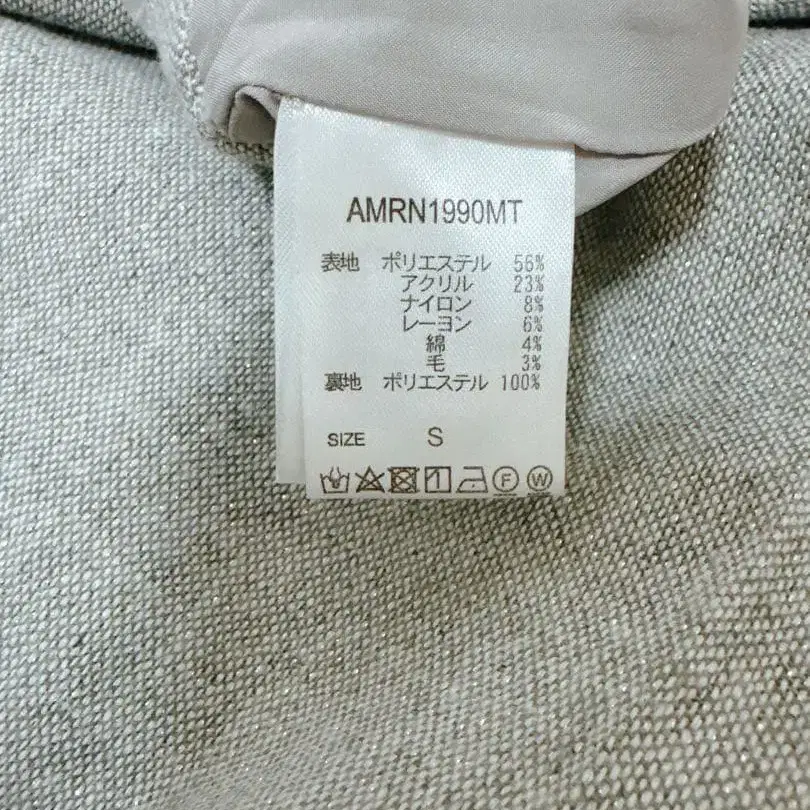 AMRN1990MT
表地 ポリエステル 56%
アクリル 23%
ナイロン 8%
レーヨン 6%
綿 4%
毛 3%
裏地 ポリエステル 100%
SIZE S
F W